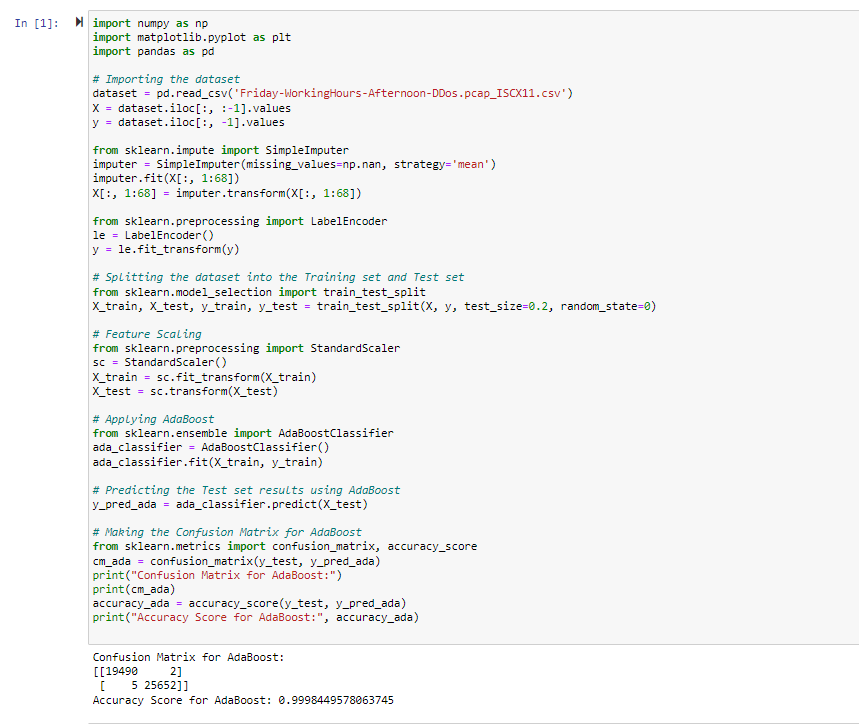 In [1]:
import numpy as np
import matplotlib.pyplot as plt
import pandas as pd

# Importing the dataset
dataset = pd.read_csv('Friday-WorkingHours-Afternoon-DDos.pcap_ISCX11.csv')
X = dataset.iloc[:, :-1].values
y = dataset.iloc[:, -1].values

from sklearn.impute import SimpleImputer
imputer = SimpleImputer(missing_values=np.nan, strategy='mean')
imputer.fit(X[:, 1:68])
X[:, 1:68] = imputer.transform(X[:, 1:68])

from sklearn.preprocessing import LabelEncoder
le = LabelEncoder()
y = le.fit_transform(y)

# Splitting the dataset into the Training set and Test set
from sklearn.model_selection import train_test_split
X_train, X_test, y_train, y_test = train_test_split(X, y, test_size=0.2, random_state=0)

# Feature Scaling
from sklearn.preprocessing import StandardScaler
sc = StandardScaler()
X_train = sc.fit_transform(X_train)
X_test = sc.transform(X_test)

# Applying AdaBoost
from sklearn.ensemble import AdaBoostClassifier
ada_classifier = AdaBoostClassifier()
ada_classifier.fit(X_train, y_train)

# Predicting the Test set results using AdaBoost
y_pred_ada = ada_classifier.predict(X_test)

# Making the Confusion Matrix for AdaBoost
from sklearn.metrics import confusion_matrix, accuracy_score
cm_ada = confusion_matrix(y_test, y_pred_ada)
print("Confusion Matrix for AdaBoost:")
print(cm_ada)
accuracy_ada = accuracy_score(y_test, y_pred_ada)
print("Accuracy Score for AdaBoost:", accuracy_ada)

Confusion Matrix for AdaBoost:
[[19490     2]
 [    5 25652]]
Accuracy Score for AdaBoost: 0.9998449578063745